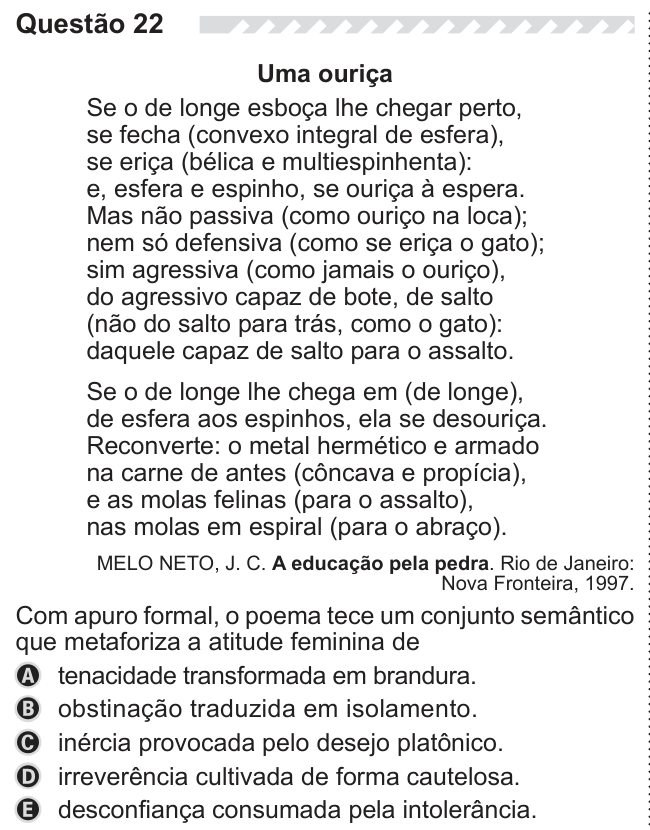 Questão 22
Uma ouriça
Se o de longe esboça lhe chegar perto,
se fecha (convexo integral de esfera),
se eriça (bélica e multiespinhenta):
e, esfera e espinho, se ouriça à espera.
Mas não passiva (como ouriço na loca);
nem só defensiva (como se eriça o gato);
sim agressiva (como jamais o ouriço),
do agressivo capaz de bote, de salto
(não do salto para trás, como o gato):
daquele capaz de salto para o assalto.
Se o de longe lhe chega em (de longe),
de esfera aos espinhos, ela se desouriça.
Reconverte: o metal hermético e armado
na carne de antes (côncava e propícia),
e as molas felinas (para o assalto),
nas molas em espiral (para o abraço).
MELO NETO, J. C. A educação pela pedra. Rio de Janeiro:
Nova Fronteira, 1997.
Com apuro formal, o poema tece um conjunto semântico
que metaforiza a atitude feminina de
A tenacidade transformada em brandura.
B obstinação traduzida em isolamento.
C inércia provocada pelo desejo platônico.
D irreverência cultivada de forma cautelosa.
E desconfiança consumada pela intolerância.